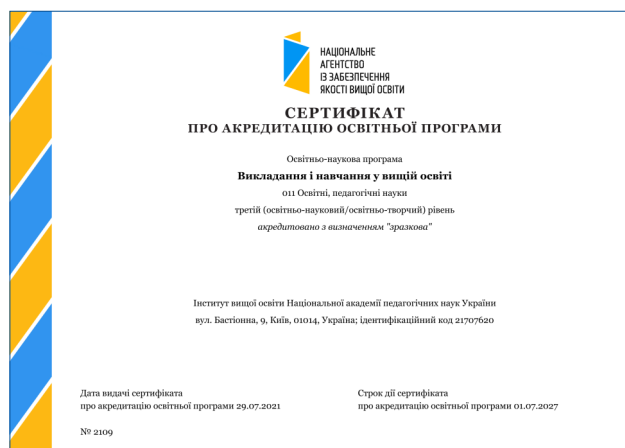 НАЦІОНАЛЬНЕ
АГЕНТСТВО
ІЗ ЗАБЕЗПЕЧЕННЯ
ЯКОСТІ ВИЩОЇ ОСВІТИ
СЕРТИФІКАТ
ПРО АКРЕДИТАЦІЮ ОСВІТНЬОЇ ПРОГРАМИ
Освітньо-наукова програма
Викладання і навчання у вищій освіті
011 Освітні, педагогічні науки
третій (освітньо-науковий/освітньо-творчий) рівень
акредитовано з визначенням "зразкова"
Інститут вищої освіти Національної академії педагогічних наук України
вул. Бастіонна, 9, Київ, 01014, Україна; ідентифікаційний код 21707620
Дата видачі сертифіката
про акредитацію освітньої програми 29.07.2021
Строк дії сертифіката
про акредитацію освітньої програми 01.07.2027
№ 2109